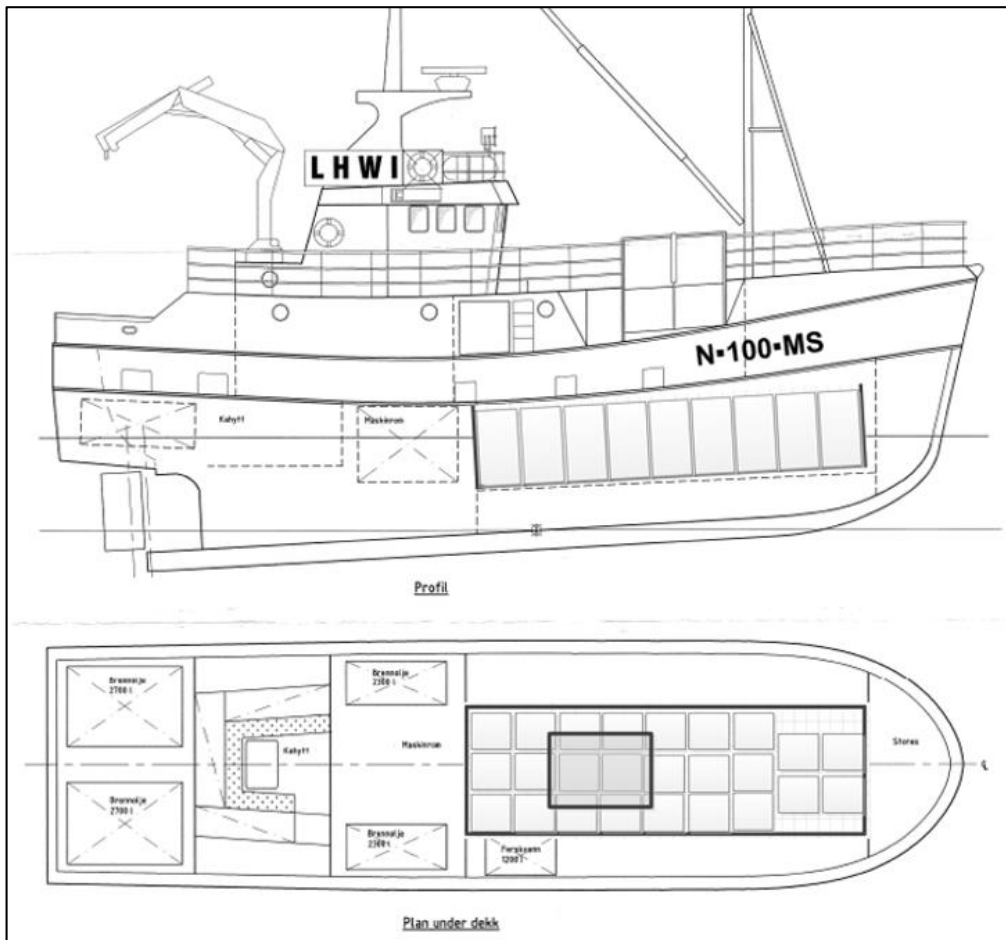 LHWI
N▪100▪MS
Kahytt
Maskinrom
Profil
Brennolje
2700 l
Brennolje
2300 l
Kahytt
Maskinrom
Stores
Brennolje
2700 l
Brennolje
2300 l
Ferskvann
1200 l
Plan under dekk